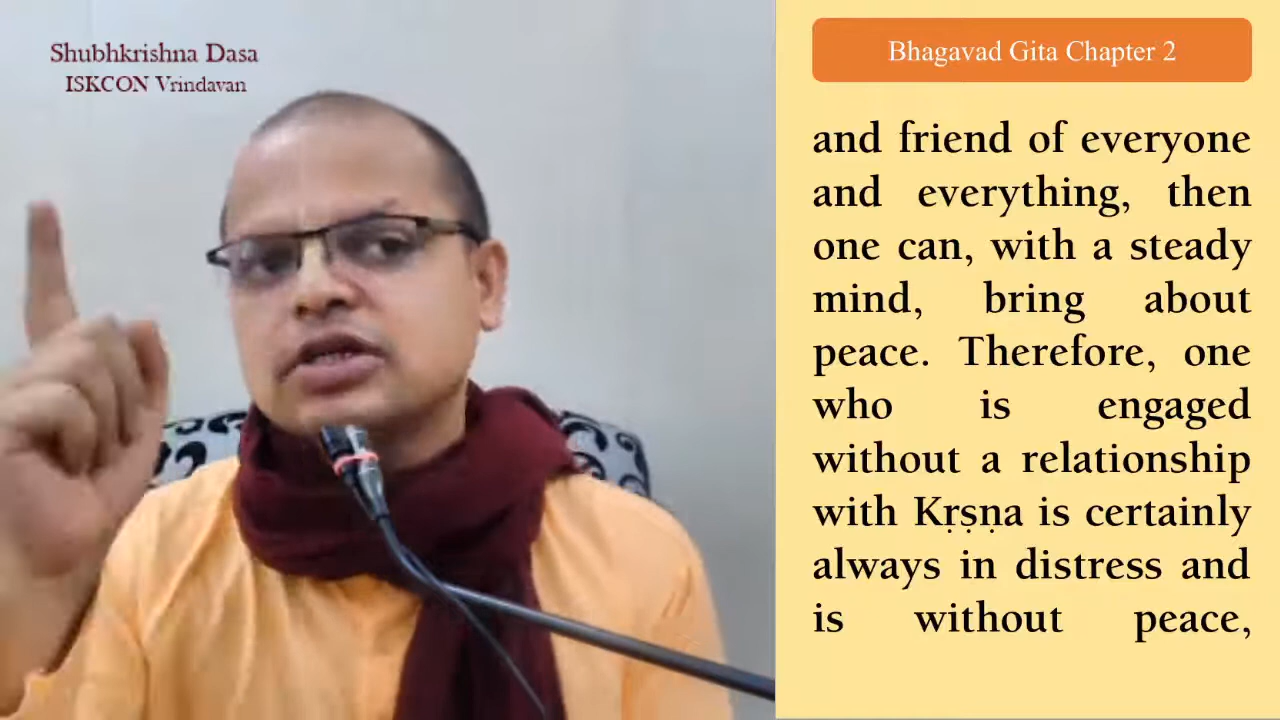 Shubhkrishna Dasa
ISKCON Vrindavan
Bhagavad Gita Chapter 2
and friend of everyone
and everything, then
one can, with a steady
mind, bring about
peace. Therefore, one
who is engaged
without a relationship
with Kṛṣṇa is certainly
always in distress and
is without peace,